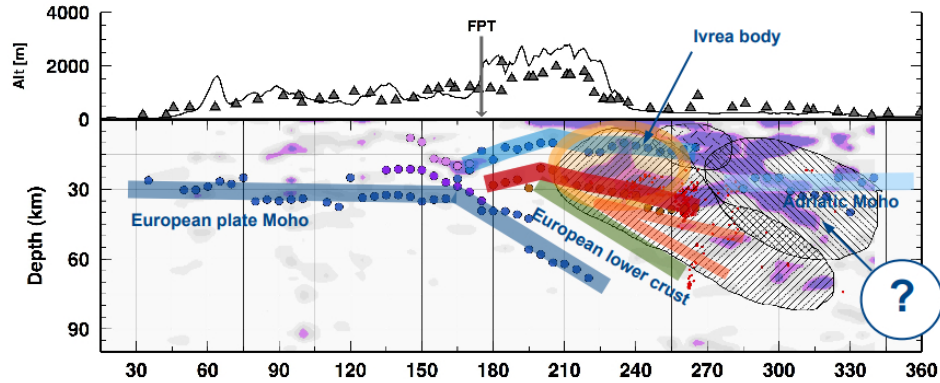 4000
2000
0
Alt [m]
FPT
Ivrea body
0
30
60
90
Depth (km)
European plate Moho
European lower crust
Adriatic Moho
?
30 60 90 120 150 180 210 240 270 300 330 360